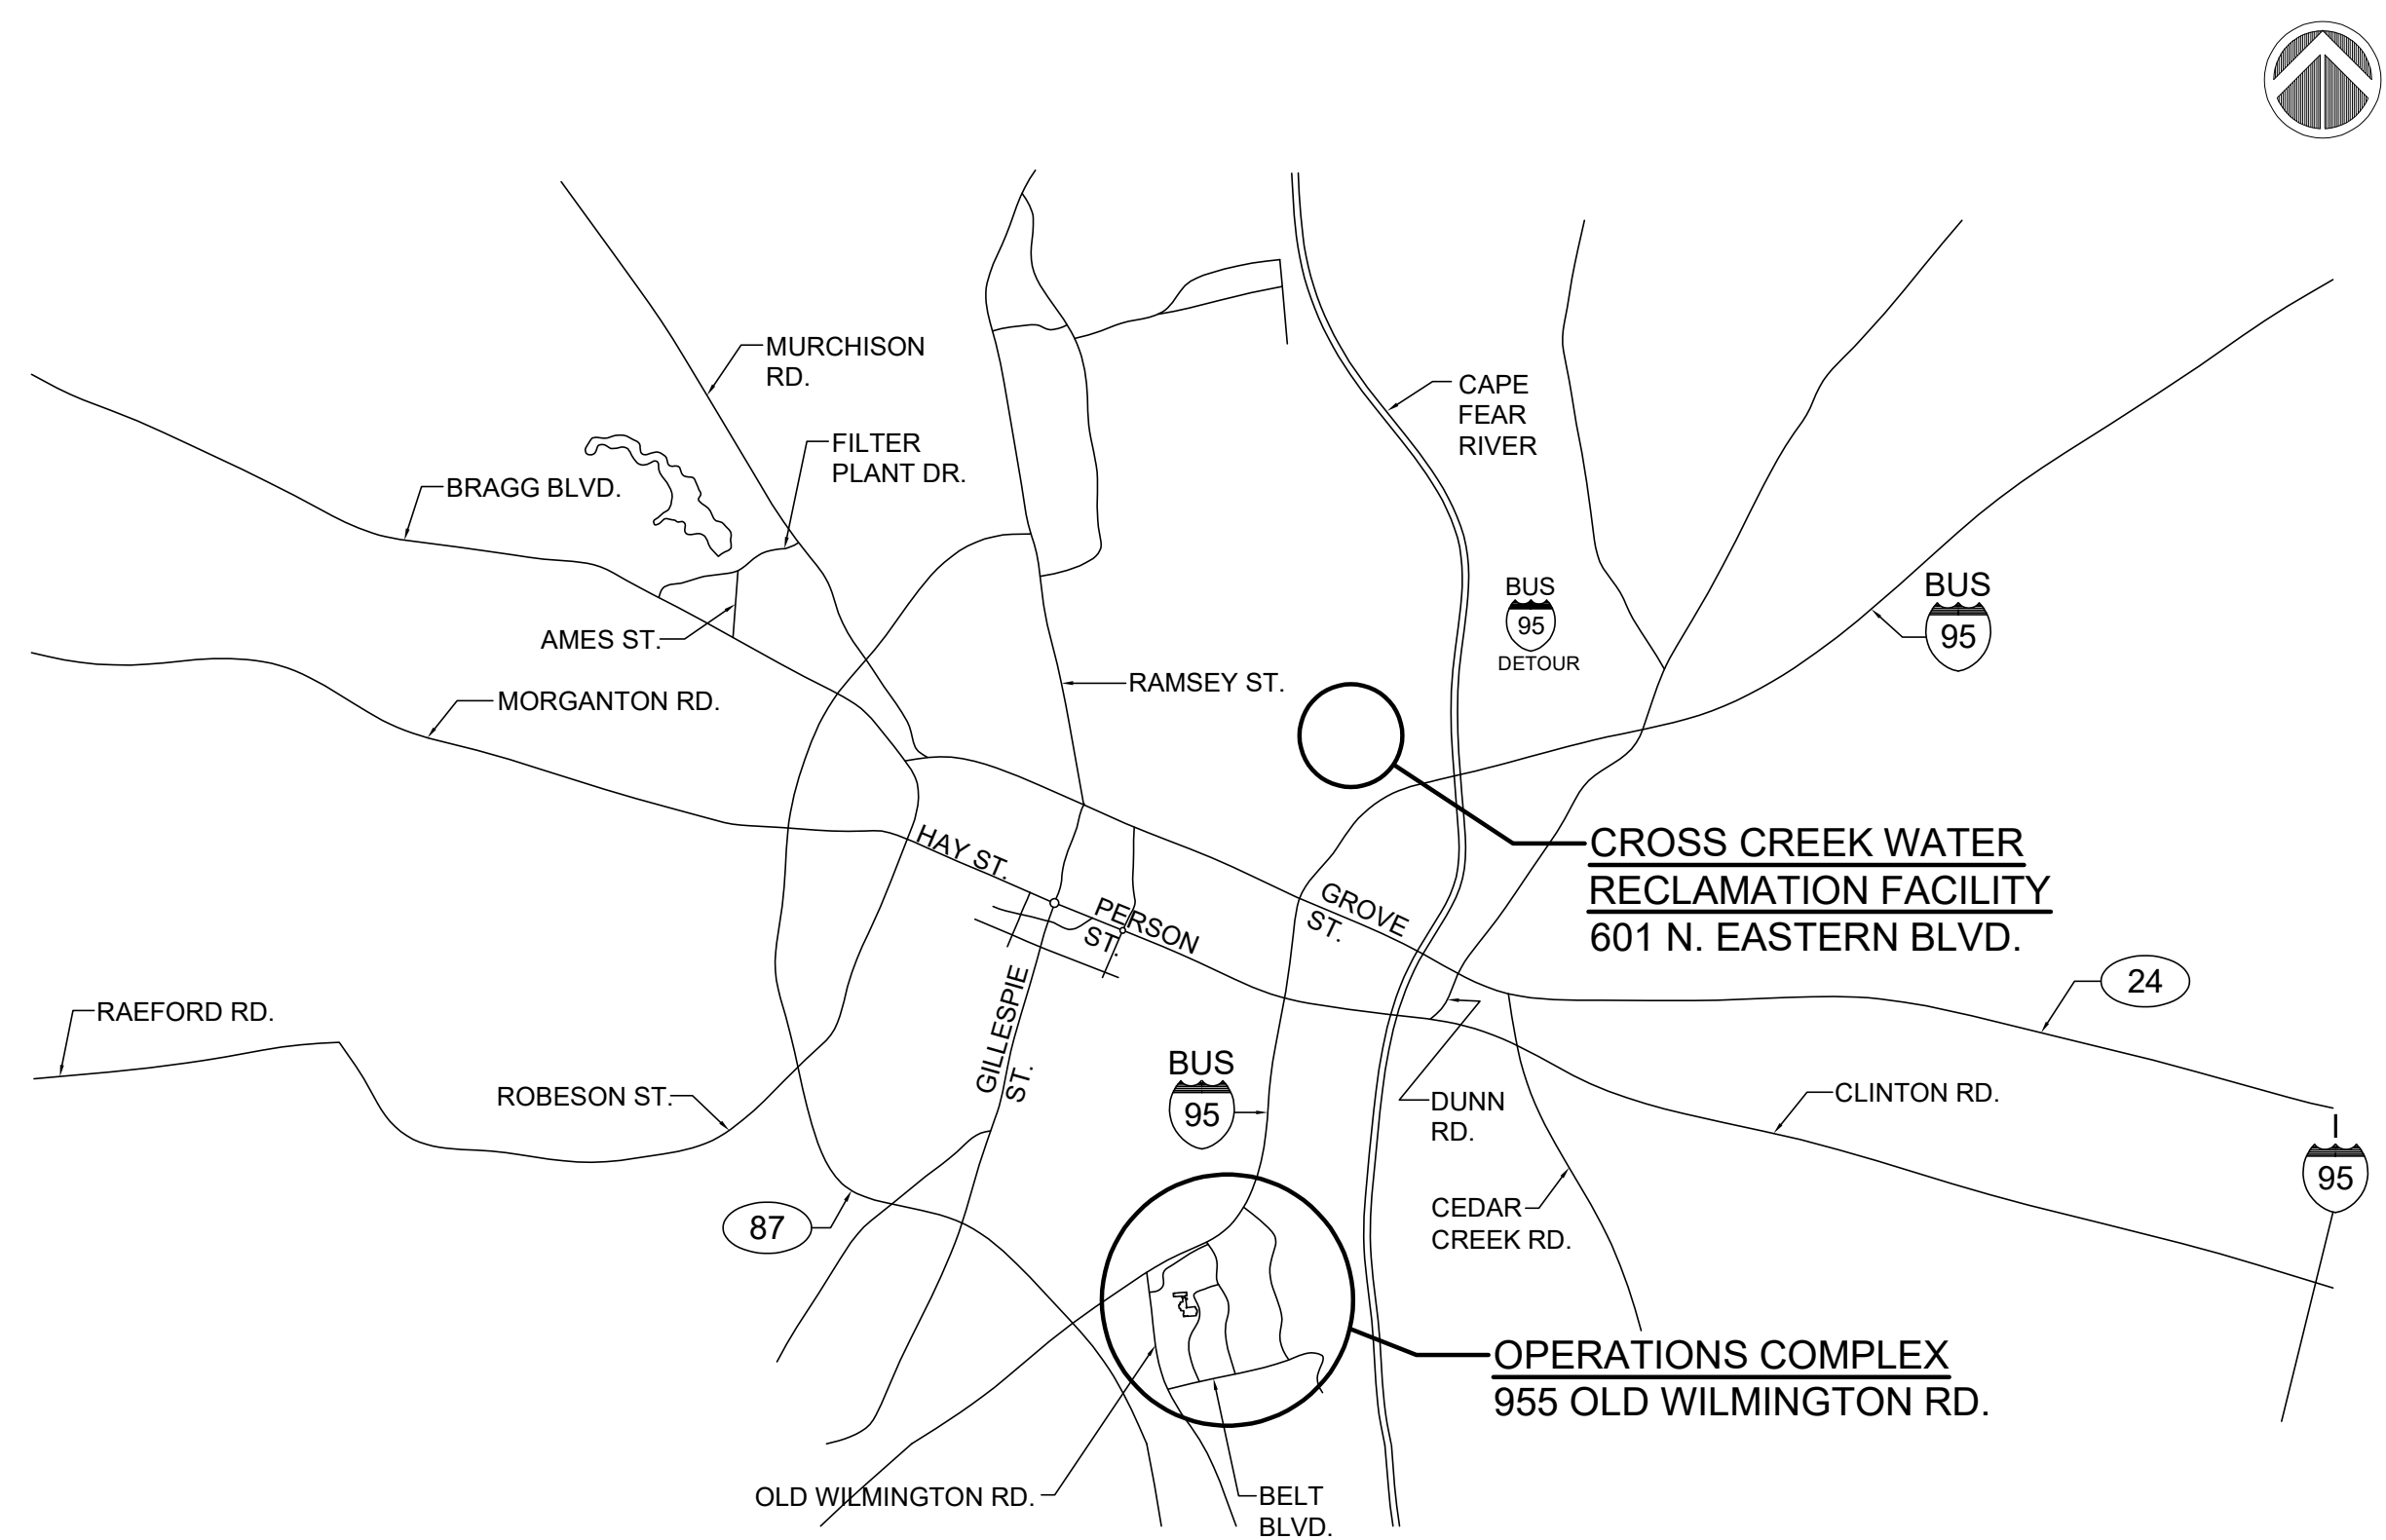 MURCHISON
RD.
CAPE
FEAR
RIVER
FILTER
PLANT DR.
BRAGG BLVD.
BUS
95
DETOUR
BUS
95
AMES ST.
RAMSEY ST.
MORGANTON RD.
CROSS CREEK WATER
RECLAMATION FACILITY
601 N. EASTERN BLVD.
HAY ST.
PERSON
ST.
GROVE
ST.
24
RAEFORD RD.
GILLESPIE
ST.
BUS
95
ROBESON ST.
DUNN
RD.
CLINTON RD.
I
95
87
CEDAR
CREEK RD.
OPERATIONS COMPLEX
955 OLD WILMINGTON RD.
OLD WILMINGTON RD.
BELT
BLVD.